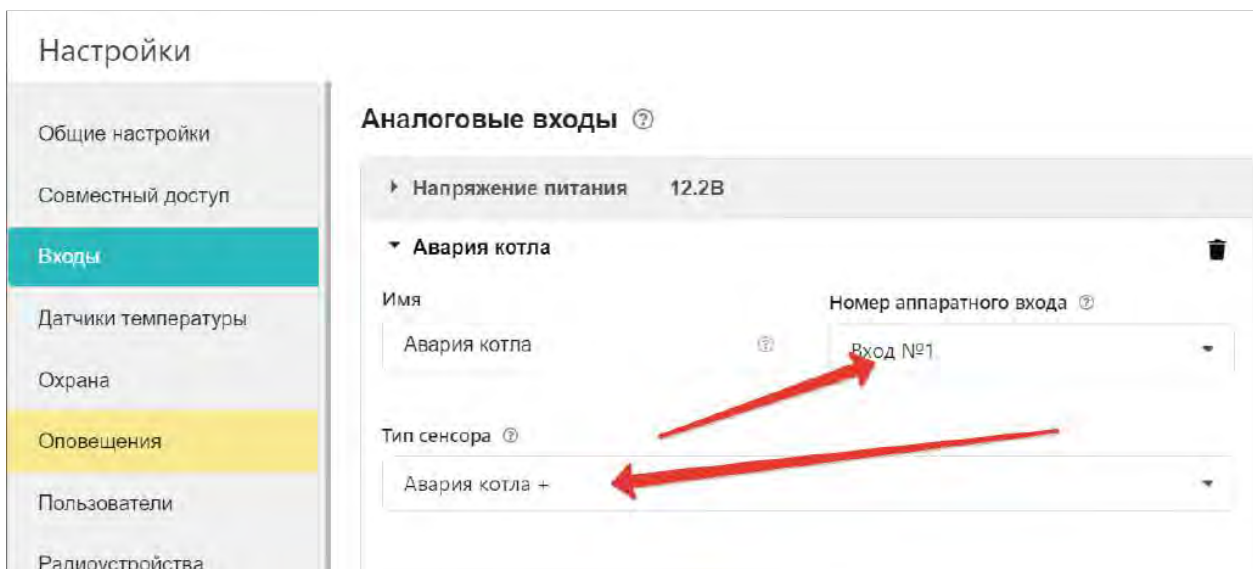 Настройки
Общие настройки
Совместный доступ
Входы
Датчики температуры
Охрана
Оповещения
Пользователи
Радиоустройства
Аналоговые входы
Напряжение питания 12.2В
Авария котла
Имя
Номер аппаратного входа
Авария котла
Вход №1
Тип сенсора
Авария котла +